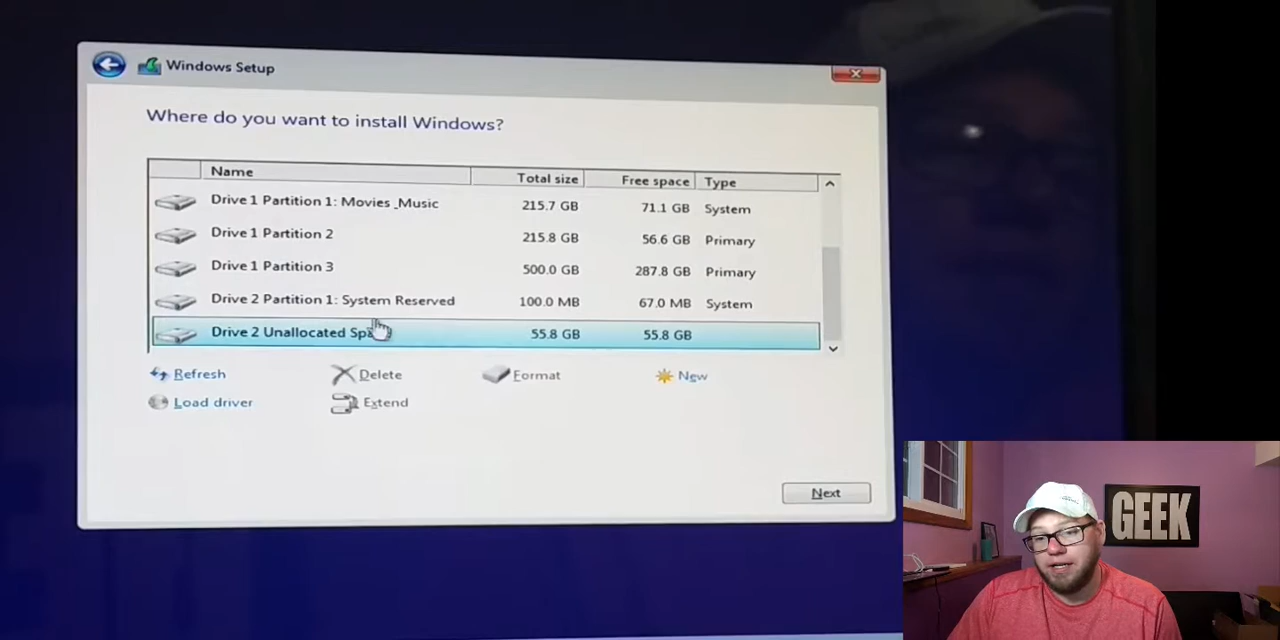 Windows Setup
Where do you want to install Windows?
Name Total size Free space Type
Drive 1 Partition 1: Movies_Music 215.7 GB 71.1 GB System
Drive 1 Partition 2 215.8 GB 56.6 GB Primary
Drive 1 Partition 3 500.0 GB 287.8 GB Primary
Drive 2 Partition 1: System Reserved 100.0 MB 67.0 MB System
Drive 2 Unallocated 55.8 GB 55.8 GB
Refresh Delete Format New
Load driver Extend
Next
GEEK